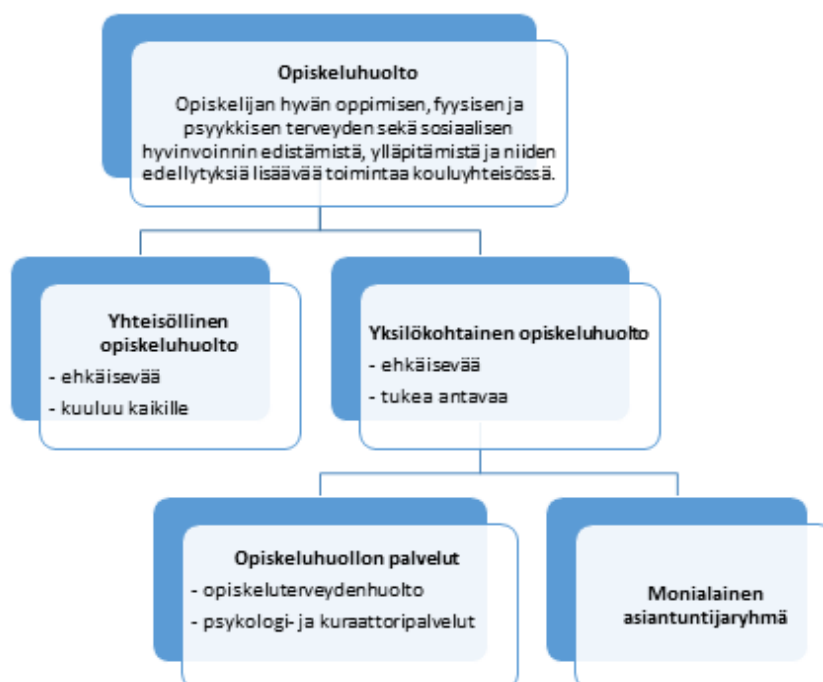 Opiskeluhuolto
Opiskelijan hyvän oppimisen, fyysisen ja
psyykkisen terveyden sekä sosiaalisen
hyvinvoinnin edistämistä, ylläpitämistä ja niiden
edellytyksiä lisäävää toimintaa kouluyhteisössä.
Yhteisöllinen
opiskeluhuolto
- ehkäisevää
- kuuluu kaikille
Yksilökohtainen opiskeluhuolto
- ehkäisevää
- tukea antavaa
Opiskeluhuollon palvelut
- opiskeluterveydenhuolto
- psykologi- ja kuraattoripalvelut
Monialainen
asiantuntijaryhmä